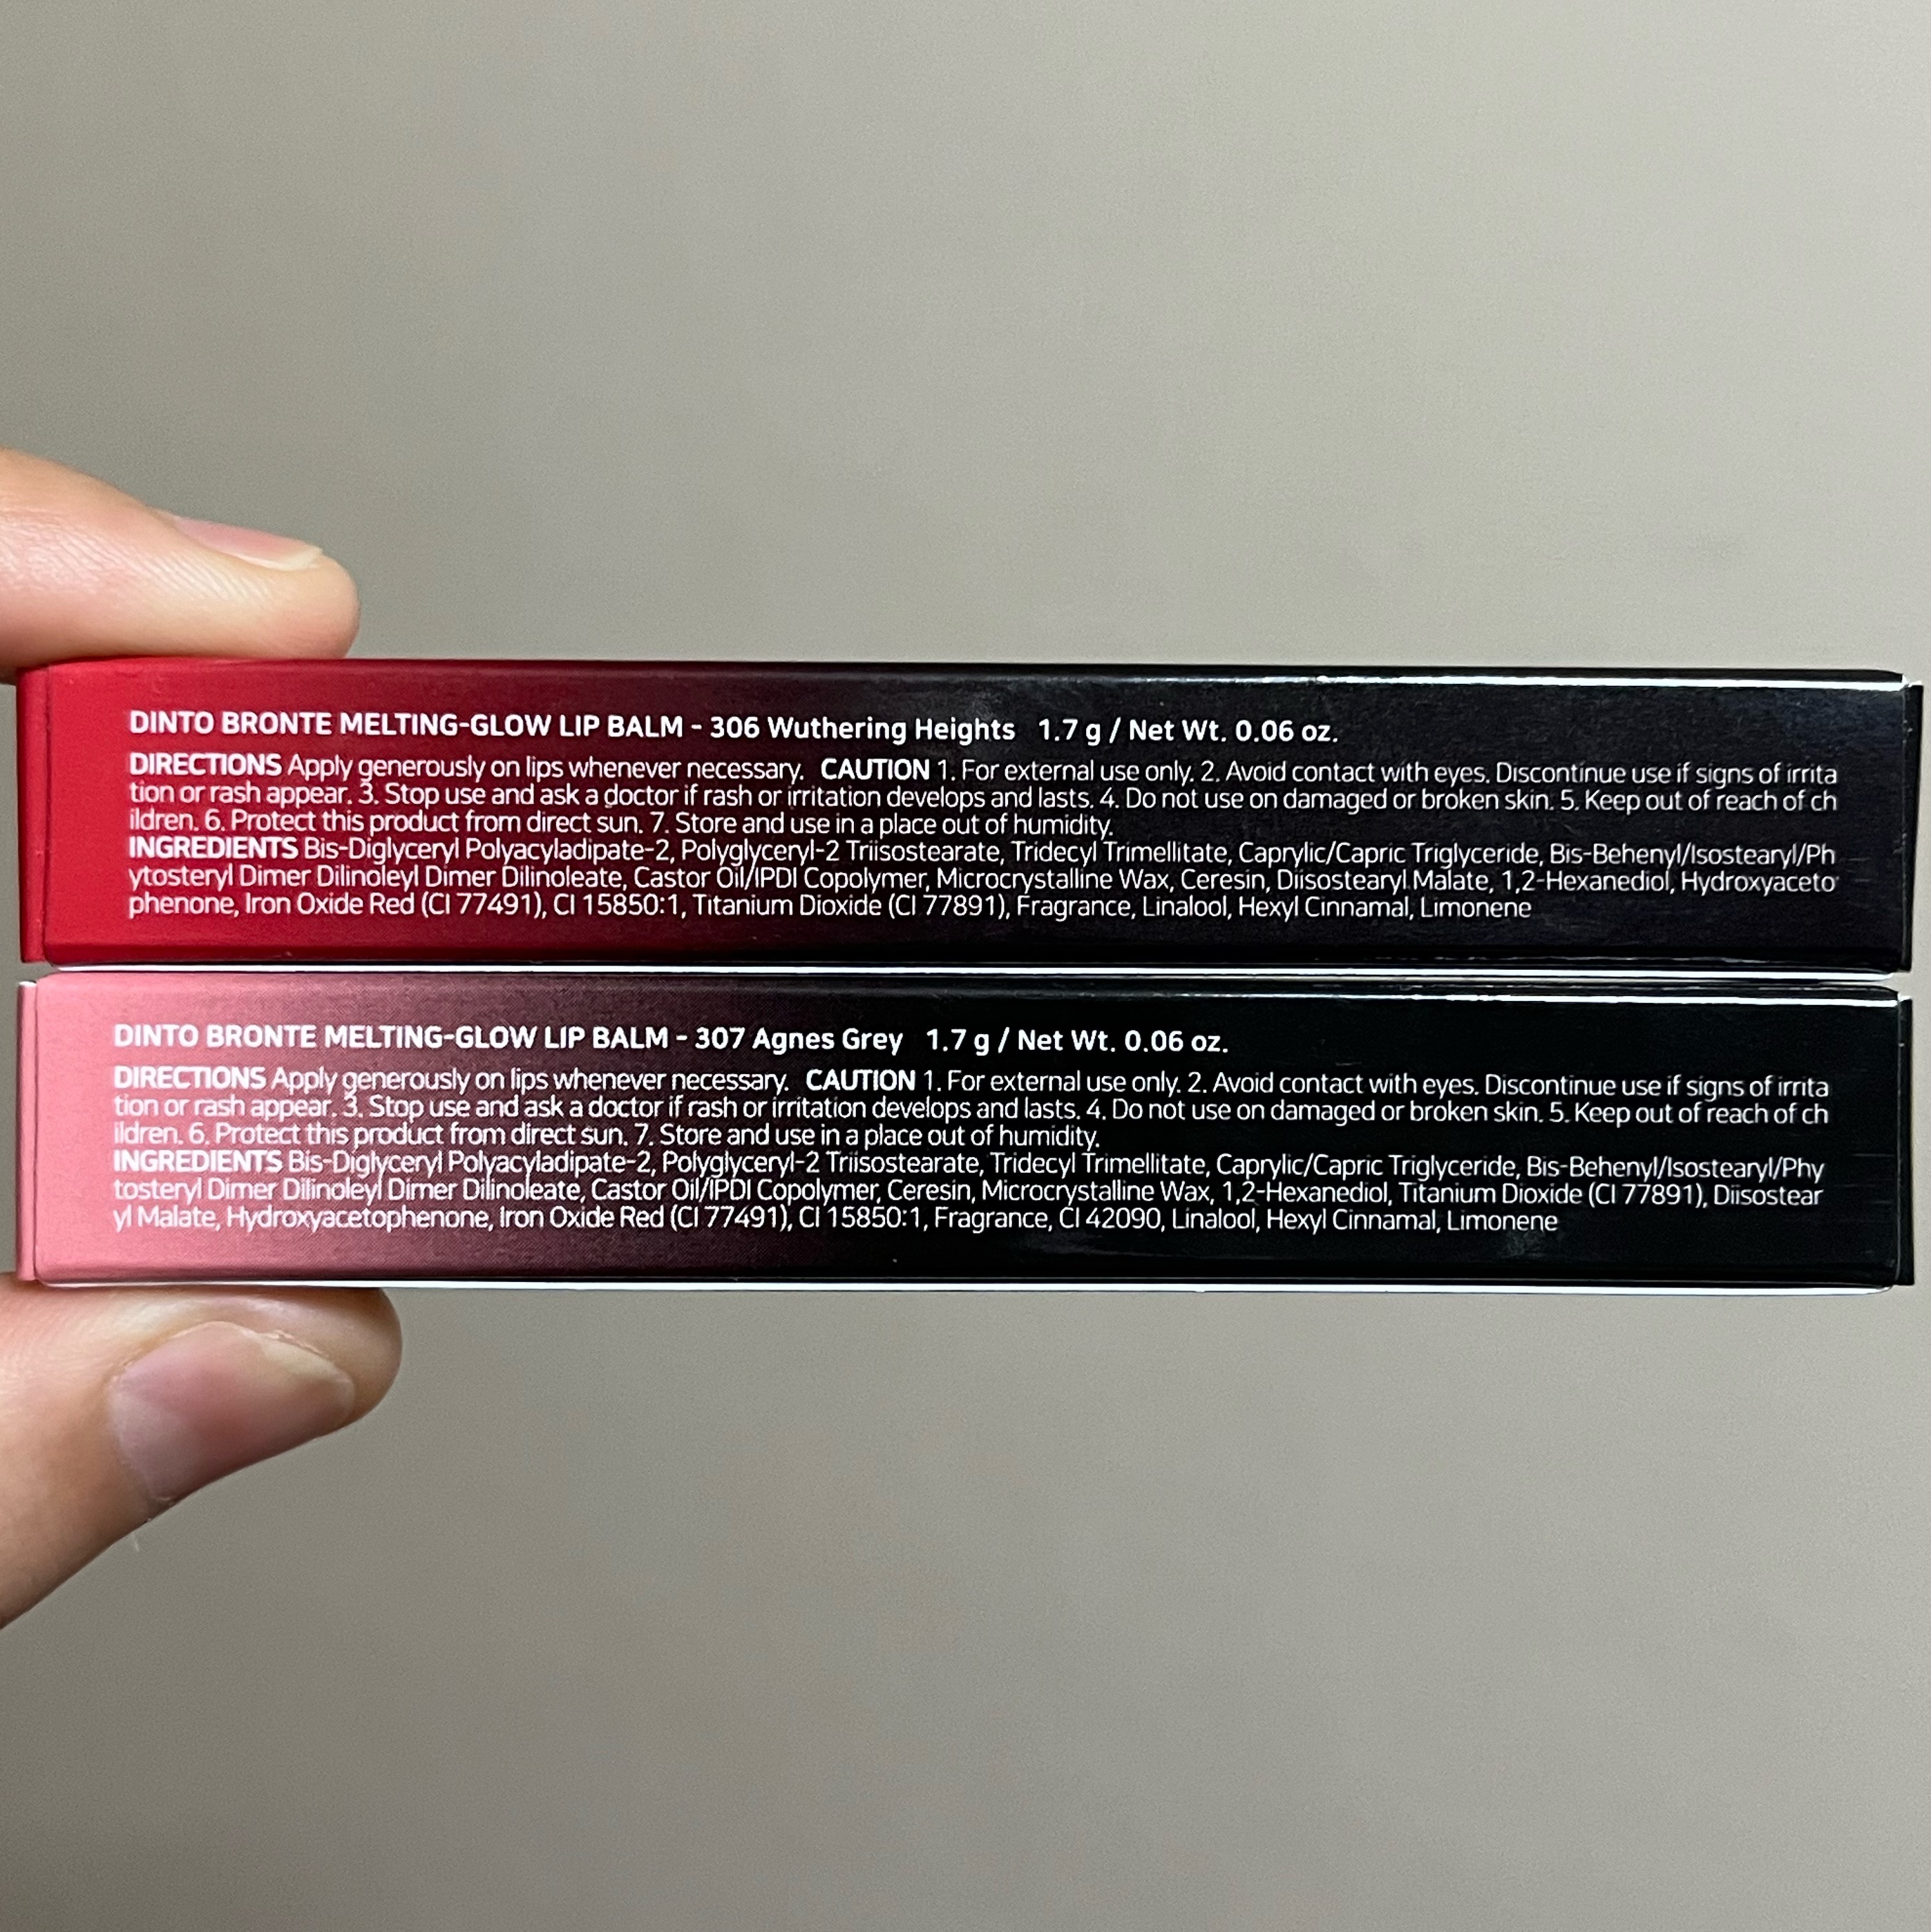 DINTO BRONTE MELTING-GLOW LIP BALM - 306 Wuthering Heights 1.7 g / Net Wt. 0.06 oz.
DIRECTIONS Apply generously on lips whenever necessary. CAUTION 1. For external use only. 2. Avoid contact with eyes. Discontinue use if signs of irrita
tion or rash appear. 3. Stop use and ask a doctor if rash or irritation develops and lasts. 4. Do not use on damaged or broken skin. 5. Keep out of reach of ch
ildren. 6. Protect this product from direct sun. 7. Store and use in a place out of humidity.
INGREDIENTS Bis-Diglyceryl Polyacyladipate-2, Polyglyceryl-2 Triisostearate, Tridecyl Trimellitate, Caprylic/Capric Triglyceride, Bis-Behenyl/Isostearyl/Ph
ytosteryl Dimer Dilinoleyl Dimer Dilinoleate, Castor Oil/IPDI Copolymer, Microcrystalline Wax, Ceresin, Diisostearyl Malate, 1,2-Hexanediol, Hydroxyaceto
phenone, Iron Oxide Red (CI 77491), CI 15850:1, Titanium Dioxide (CI 77891), Fragrance, Linalool, Hexyl Cinnamal, Limonene
DINTO BRONTE MELTING-GLOW LIP BALM - 307 Agnes Grey 1.7 g / Net Wt. 0.06 oz.
DIRECTIONS Apply generously on lips whenever necessary. CAUTION 1. For external use only. 2. Avoid contact with eyes. Discontinue use if signs of irrita
tion or rash appear. 3. Stop use and ask a doctor if rash or irritation develops and lasts. 4. Do not use on damaged or broken skin. 5. Keep out of reach of ch
ildren. 6. Protect this product from direct sun. 7. Store and use in a place out of humidity.
INGREDIENTS Bis-Diglyceryl Polyacyladipate-2, Polyglyceryl-2 Triisostearate, Tridecyl Trimellitate, Caprylic/Capric Triglyceride, Bis-Behenyl/Isostearyl/Phy
tosteryl Dimer Dilinoleyl Dimer Dilinoleate, Castor Oil/IPDI Copolymer, Ceresin, Microcrystalline Wax, 1,2-Hexanediol, Titanium Dioxide (CI 77891), Diisostear
yl Malate, Hydroxyacetophenone, Iron Oxide Red (CI 77491), CI 15850:1, Fragrance, CI 42090, Linalool, Hexyl Cinnamal, Limonene